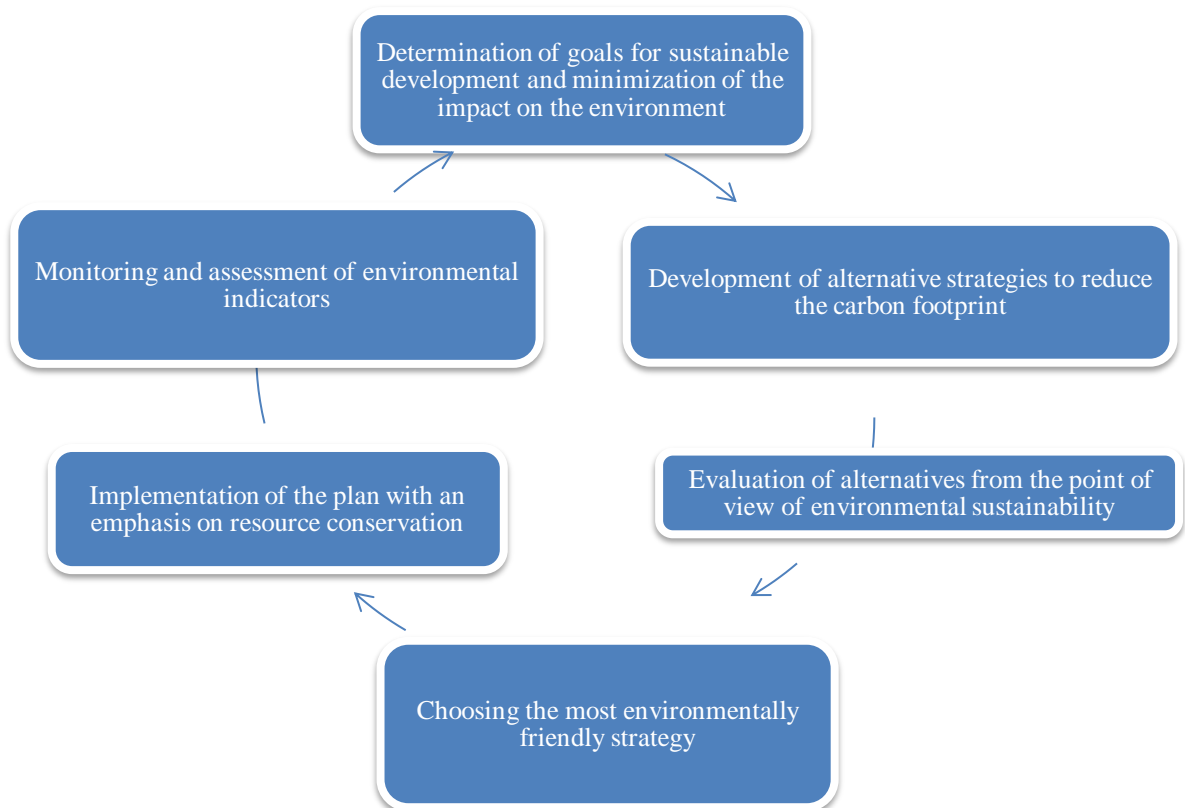 Determination of goals for sustainable
development and minimization of the
impact on the environment
Development of alternative strategies to reduce
the carbon footprint
Evaluation of alternatives from the point of
view of environmental sustainability
Choosing the most environmentally
friendly strategy
Implementation of the plan with an
emphasis on resource conservation
Monitoring and assessment of environmental
indicators